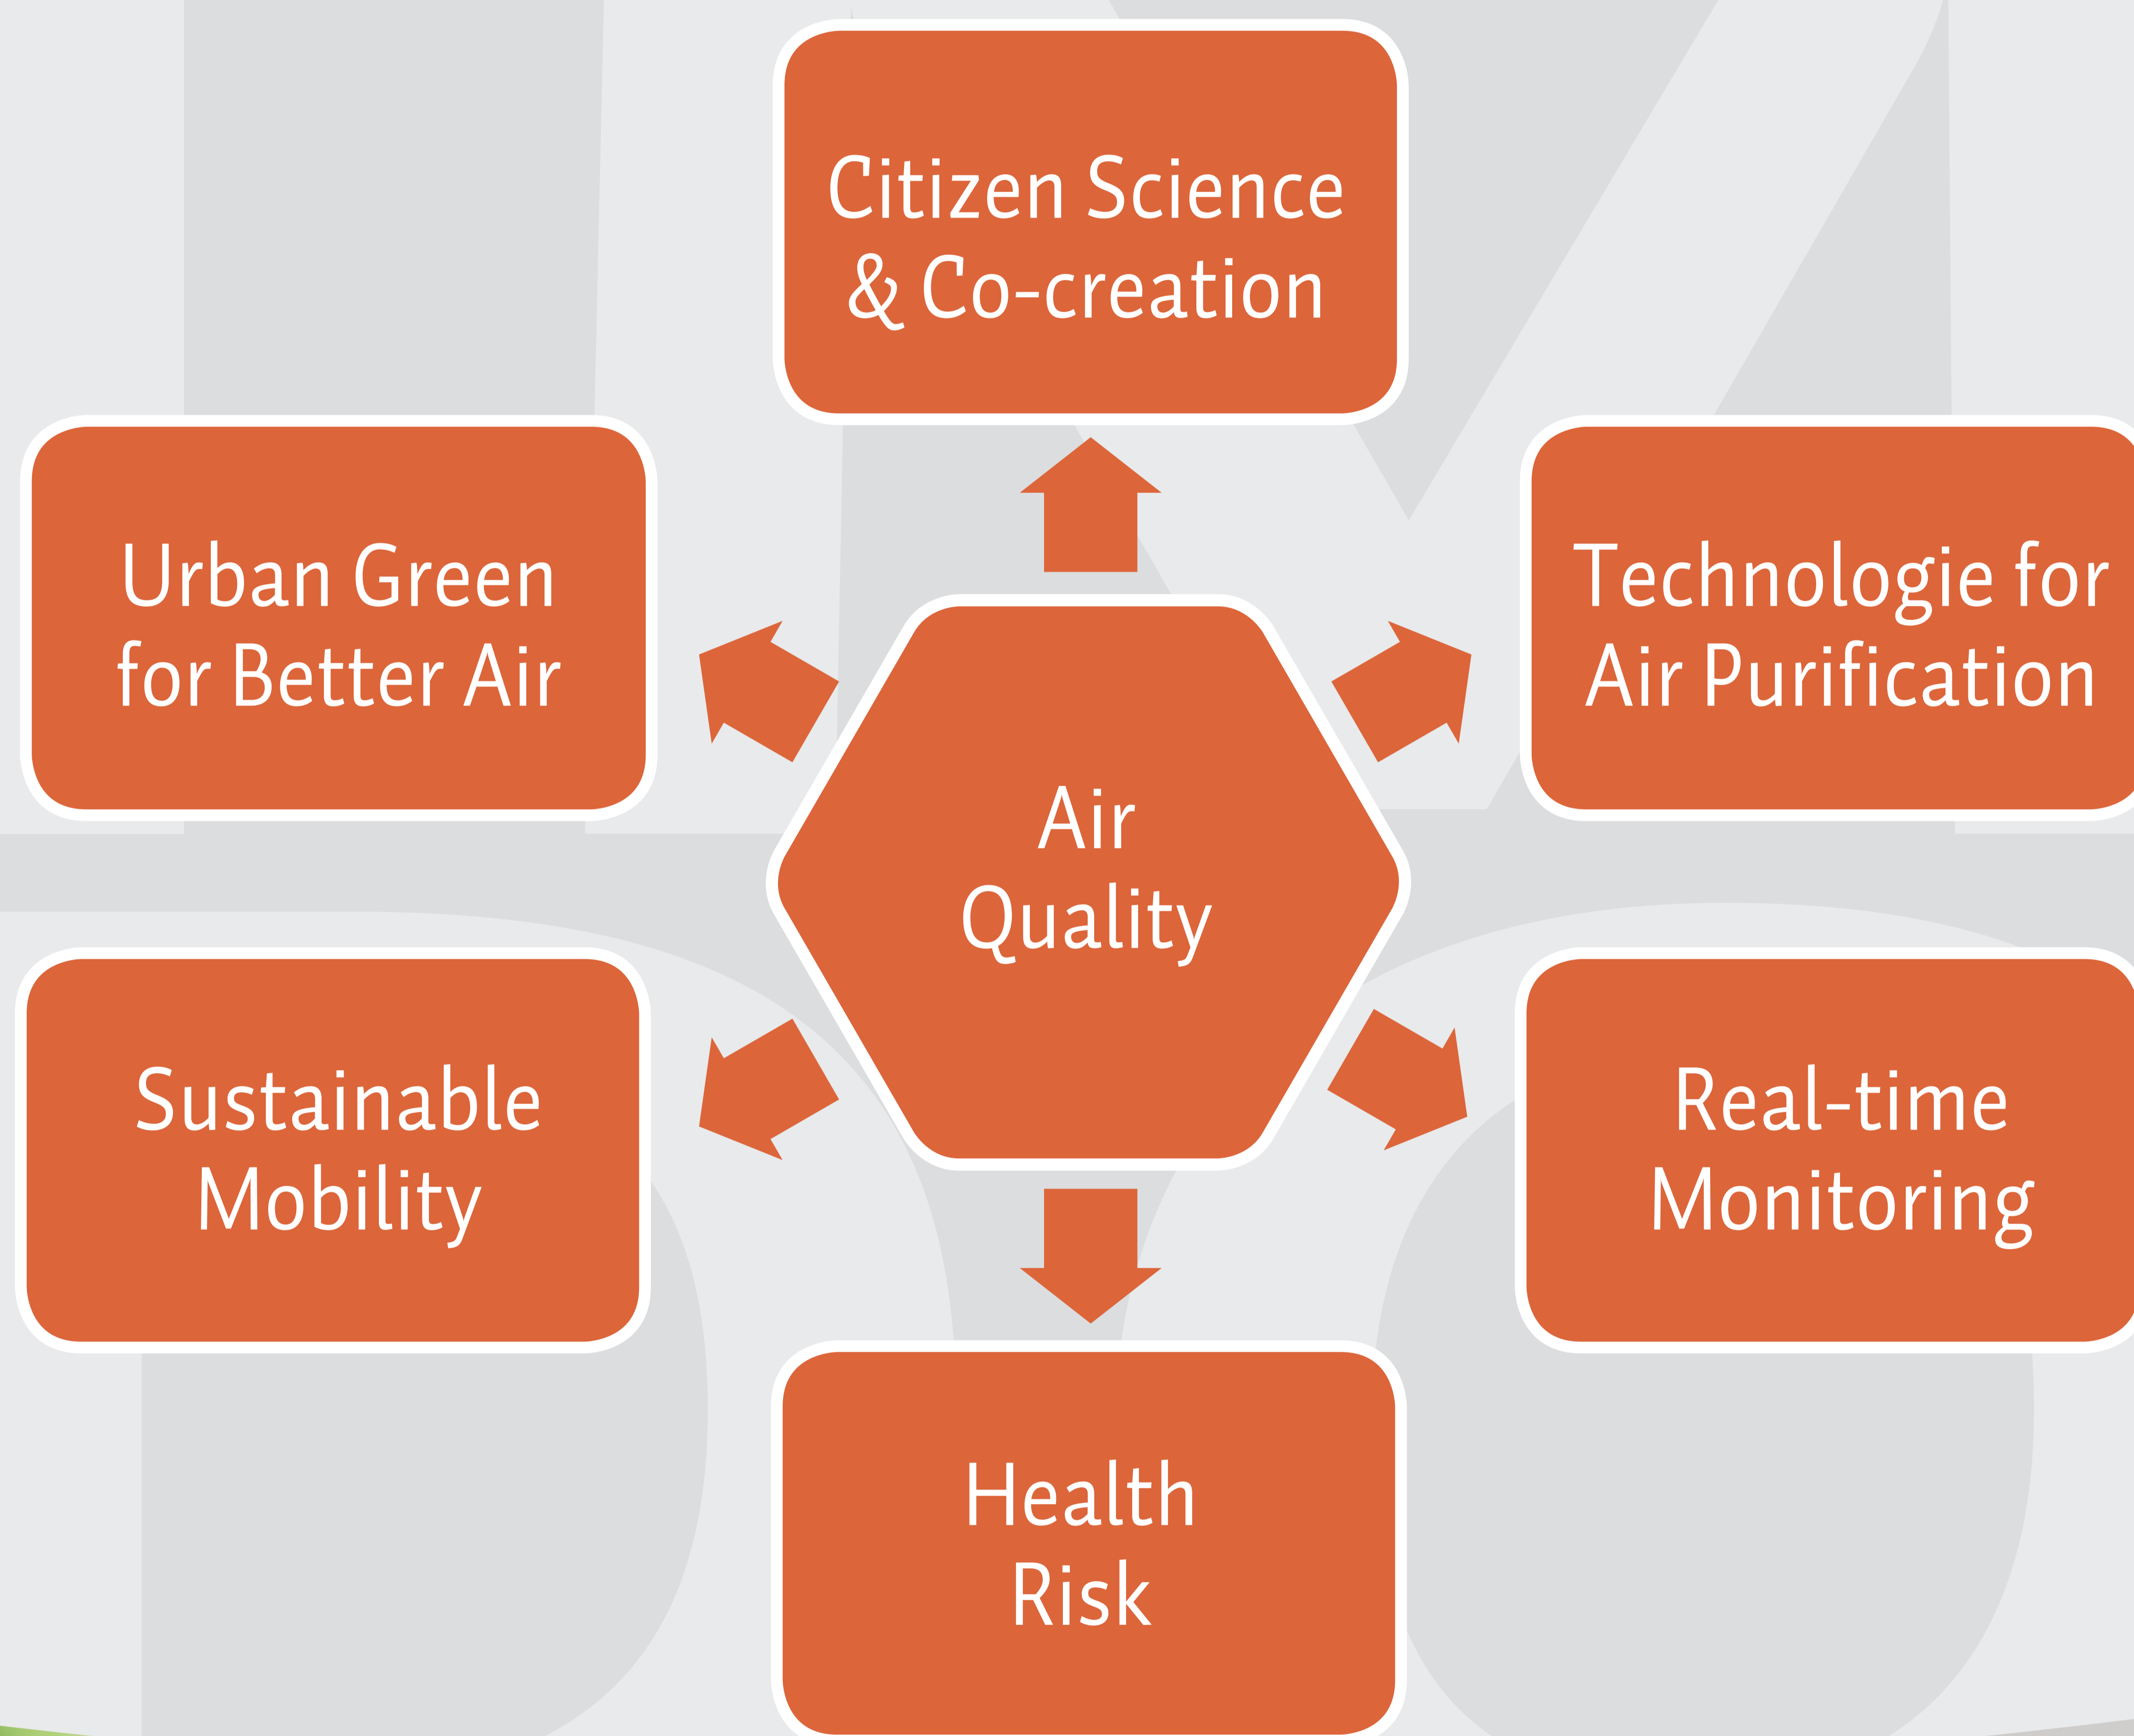 Citizen Science
& Co-creation
Urban Green
for Better Air
Technologie for
Air Purification
Air
Quality
Sustainable
Mobility
Real-time
Monitoring
Health
Risk